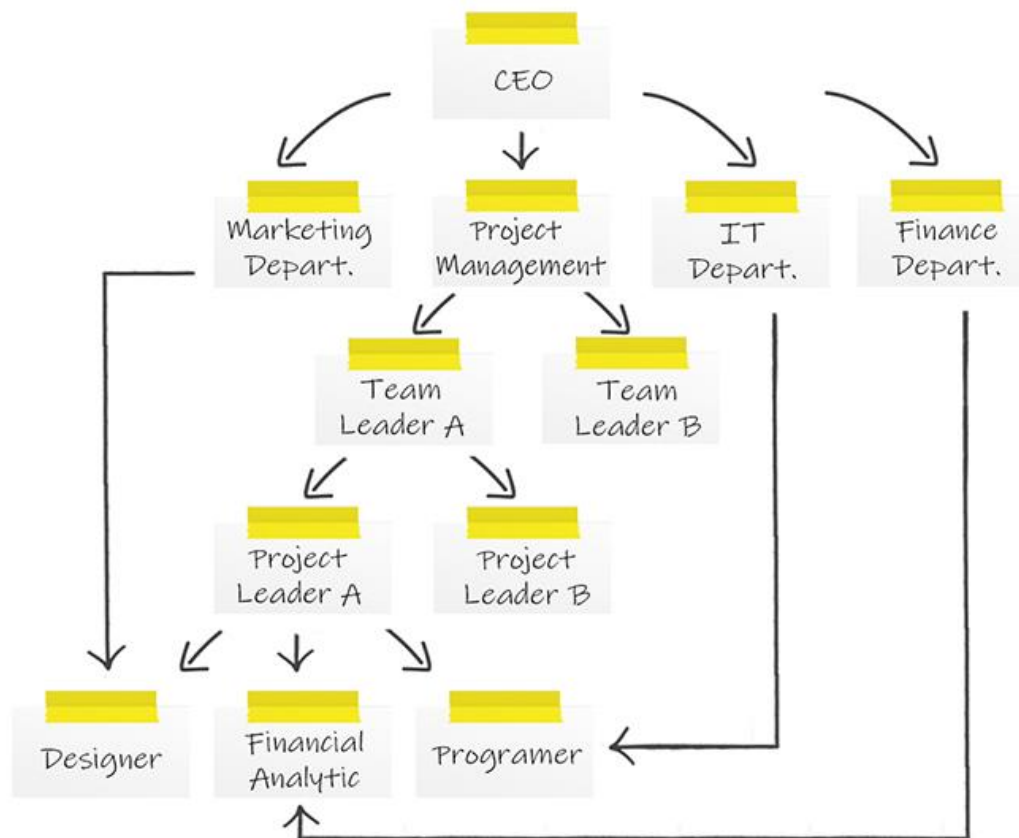 CEO
Marketing
Depart.
Project
Management
IT
Depart.
Finance
Depart.
Team
Leader A
Team
Leader B
Project
Leader A
Project
Leader B
Designer
Financial
Analytic
Programer